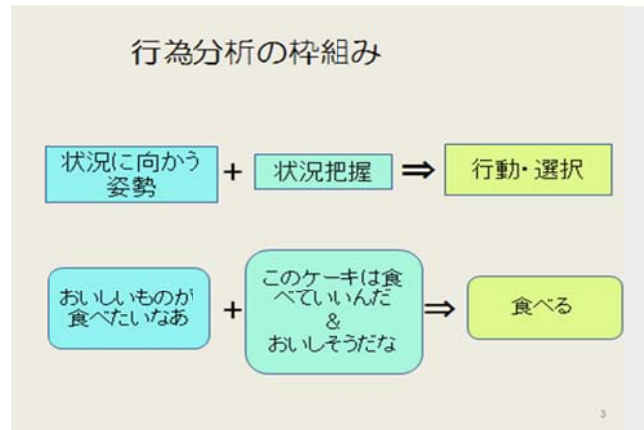 行為分析の枠組み
状況に向かう
姿勢
+
状況把握
⇒
行動・選択
おいしいものが
食べたいなあ
+
このケーキは食
べていいんだ
&
おいしそうだな
⇒
食べる
3